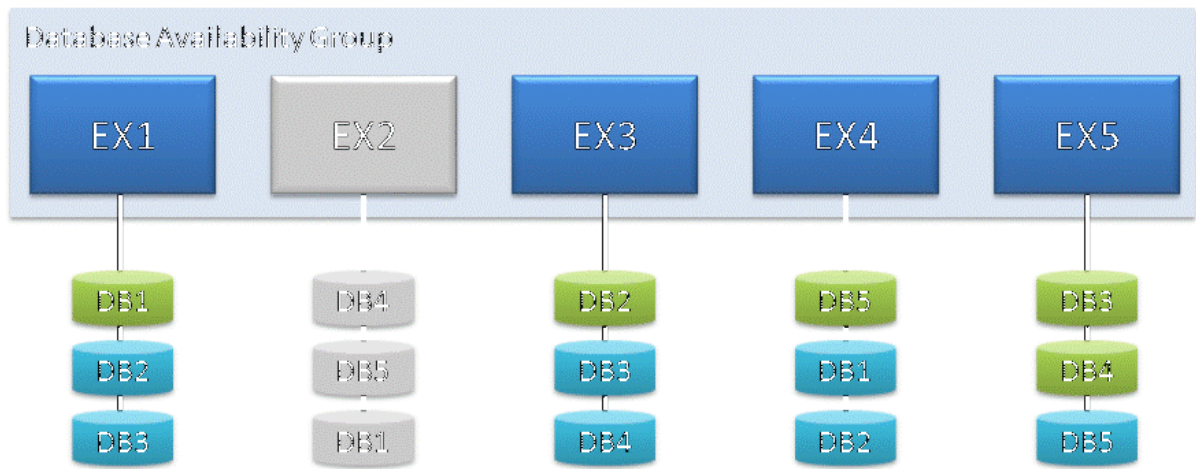 Database Availability Group
EX1 EX2 EX3 EX4 EX5
DB1 DB4 DB2 DB5 DB3
DB2 DB5 DB3 DB1 DB4
DB3 DB1 DB4 DB2 DB5